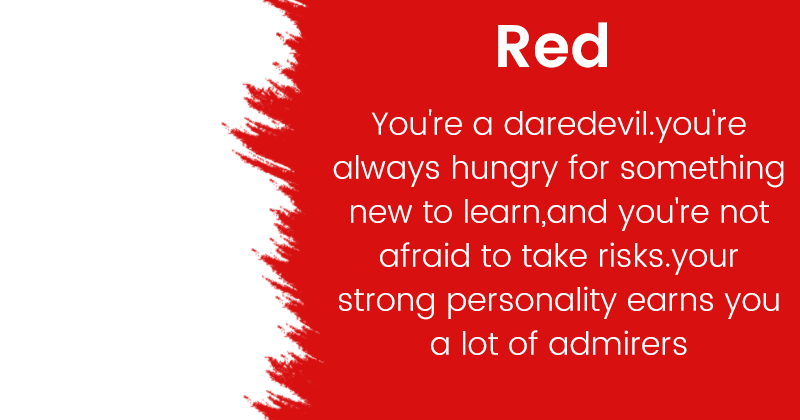 Red
You're a daredevil.you're
always hungry for something
new to learn,and you're not
afraid to take risks.your
strong personality earns you
a lot of admirers